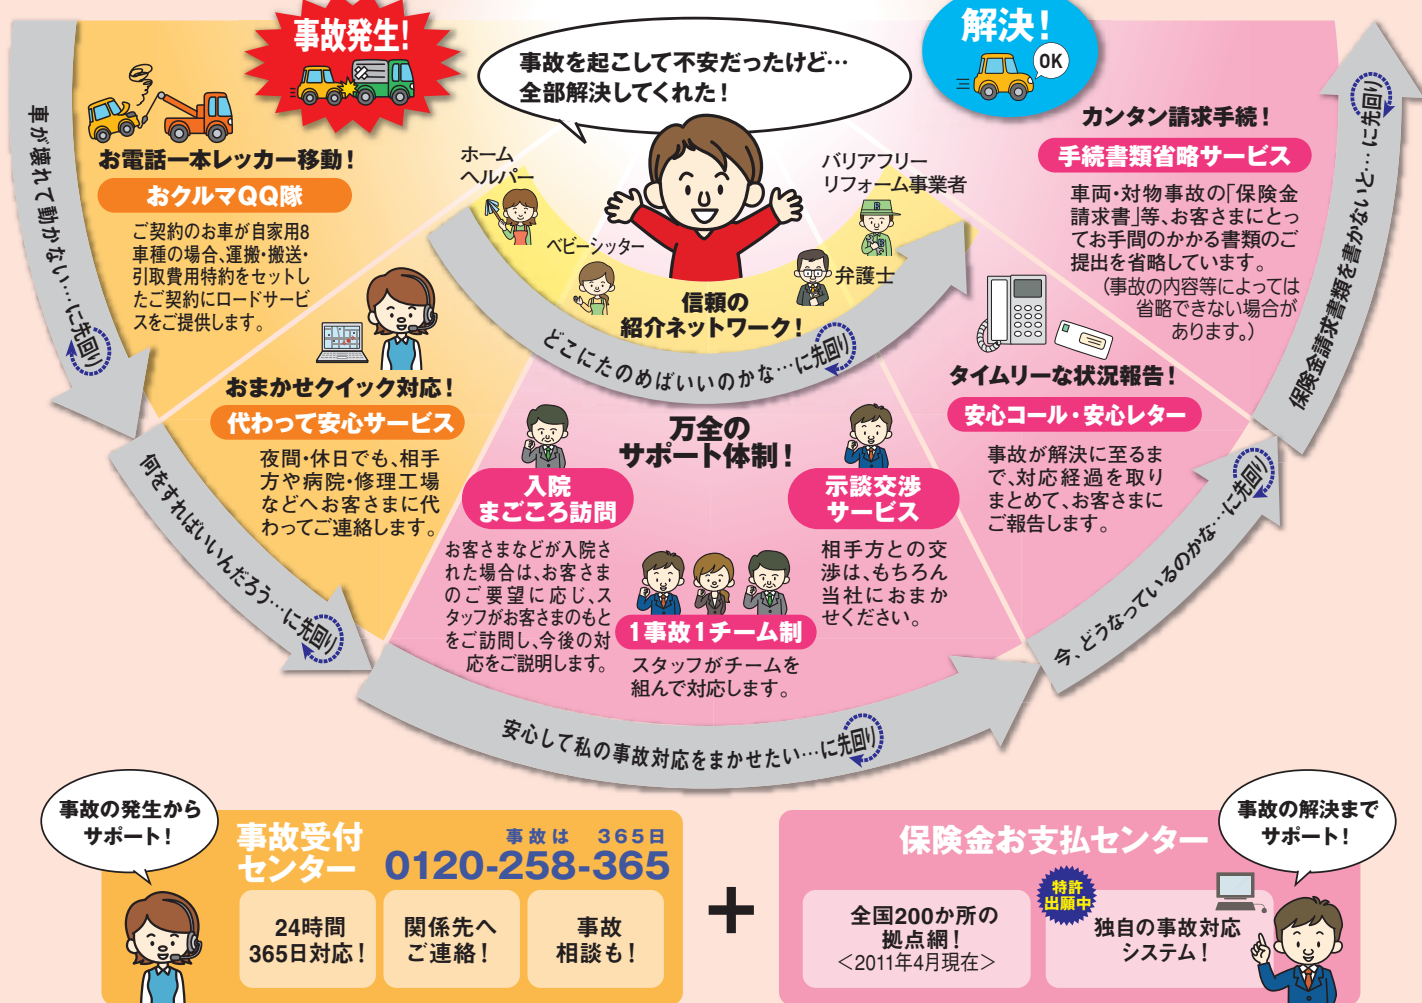 事故発生!
事故を起こして不安だったけど…
全部解決してくれた!
解決!
OK
車が壊れて動かない…に先回り
お電話一本レッカー移動!
おクルマQQ隊
ご契約のお車が自家用8
車種の場合、運搬・搬送・
引取費用特約をセットし
たご契約にロードサービ
スをご提供します。
何をすればいいんだろう…に先回り
おまかせクイック対応!
代わって安心サービス
夜間・休日でも、相手
方や病院・修理工場
などへお客さまに代
わってご連絡します。
ホーム
ヘルパー
ベビーシッター
バリアフリー
リフォーム事業者
弁護士
信頼の
紹介ネットワーク!
どこにたのめばいいのかな…に先回り
万全の
サポート体制!
入院
まごころ訪問
お客さまなどが入院さ
れた場合は、お客さま
のご要望に応じ、ス
タッフがお客さまのもと
をご訪問し、今後の対
応をご説明します。
1事故1チーム制
スタッフがチームを
組んで対応します。
示談交渉
サービス
相手方との交
渉は、もちろん
当社におまか
せください。
安心して私の事故対応をまかせたい…に先回り
タイムリーな状況報告!
安心コール・安心レター
事故が解決に至るま
で、対応経過を取り
まとめて、お客さまに
ご報告します。
今、どうなっているのかな…に先回り
カンタン請求手続!
手続書類省略サービス
車両・対物事故の「保険金
請求書」等、お客さまにとっ
てお手間のかかる書類のご
提出を省略しています。
(事故の内容等によっては
省略できない場合が
あります。)
保険金請求書類を書かないと…に先回り
事故の発生から
サポート!
事故受付
センター
事故は 365日
0120-258-365
24時間
365日対応!
関係先へ
ご連絡!
事故
相談も!
+
保険金お支払センター
全国200か所の
拠点網!
<2011年4月現在>
特許
出願中
独自の事故対応
システム!
事故の解決まで
サポート!